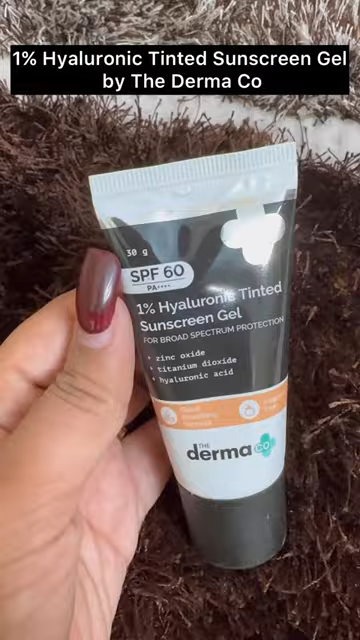 1% Hyaluronic Tinted Sunscreen Gel
by The Derma Co
30 g
SPF 60
PA++++
1% Hyaluronic Tinted
Sunscreen Gel
FOR BROAD SPECTRUM PROTECTION
• zinc oxide
• titanium dioxide
• hyaluronic acid
THE
derma co